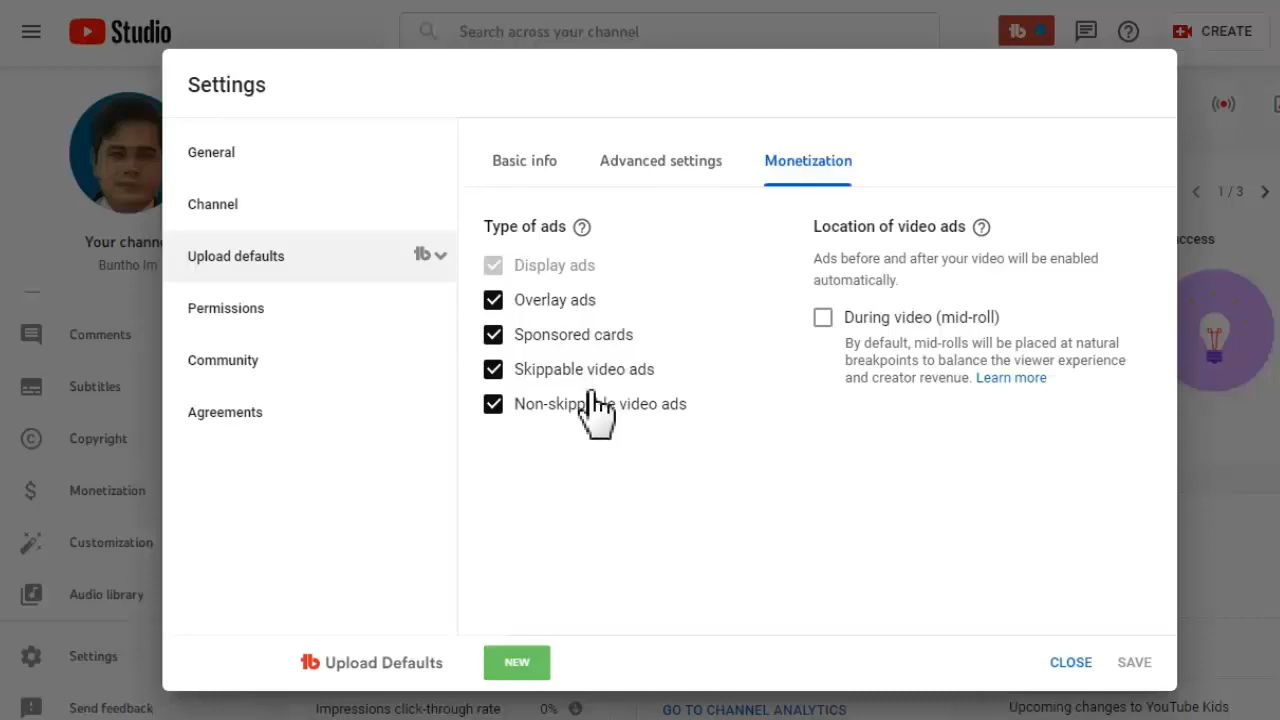 Studio
Search across your channel
CREATE
Settings
General
Channel
Upload defaults
Permissions
Community
Agreements
Basic info
Advanced settings
Monetization
Type of ads
Display ads
Overlay ads
Sponsored cards
Skippable video ads
Non-skipp video ads
Location of video ads
Ads before and after your video will be enabled
automatically.
During video (mid-roll)
By default, mid-rolls will be placed at natural
breakpoints to balance the viewer experience
and creator revenue. Learn more
tb Upload Defaults
NEW
CLOSE
SAVE
Your chann
Buntho Im
Comments
Subtitles
Copyright
Monetization
Customization
Audio library
Settings
Send feedback
1 / 3
Impressions click-through rate 0%
GO TO CHANNEL ANALYTICS
Upcoming changes to YouTube Kids